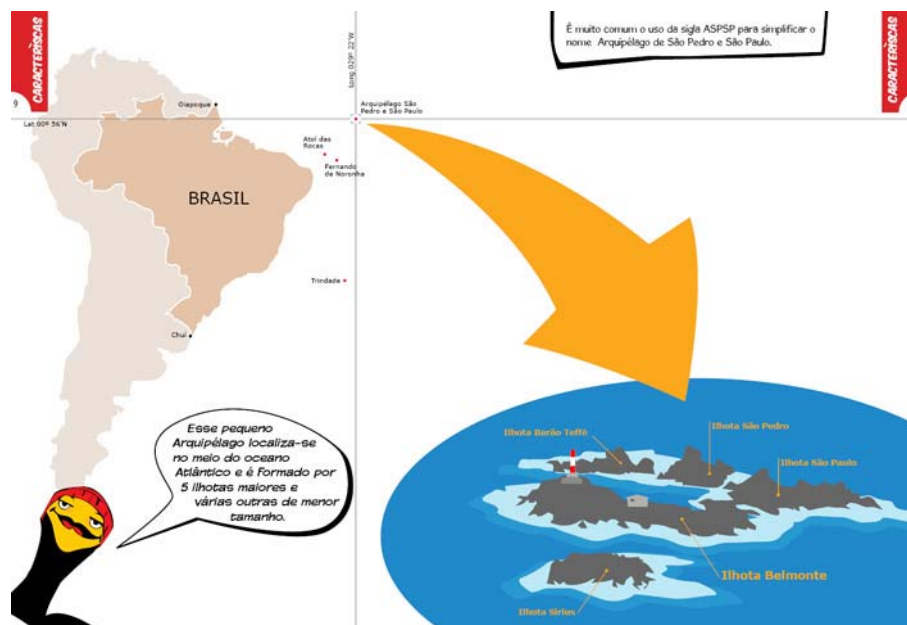 É muito comum o uso da sigla ASPSP para simplificar o
nome Arquipélago de São Pedro e São Paulo.
CARACTERÍSCAS
9
CARACTERÍSCAS
Long 029º 22'W
Lat 00º 56'N
Oiapoque
Arquipélago São
Pedro e São Paulo
Atol das
Rocas
Fernando
de Noronha
BRASIL
Trindade
Chuí
Esse pequeno
Arquipélago localiza-se
no meio do oceano
Atlântico e é formado por
5 ilhotas maiores e
várias outras de menor
tamanho.
Ilhota São Pedro
Ilhota Barão Teffé
Ilhota São Paulo
Ilhota Belmonte
Ilhota Sirius